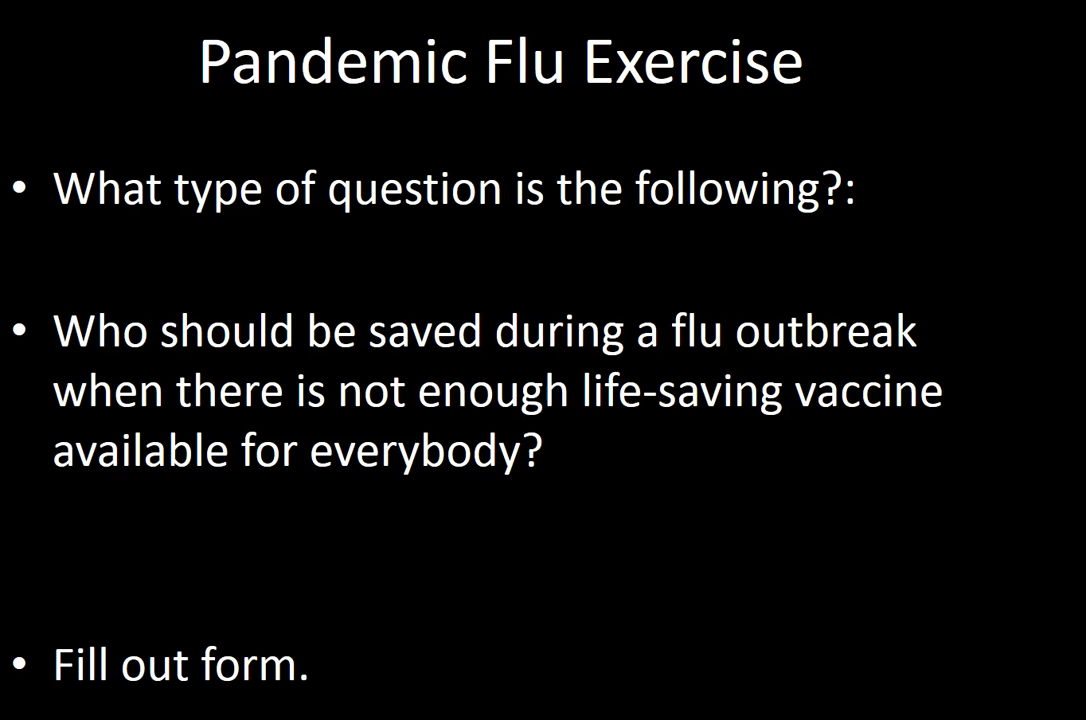 Pandemic Flu Exercise
• What type of question is the following?:
• Who should be saved during a flu outbreak
when there is not enough life-saving vaccine
available for everybody?
• Fill out form.